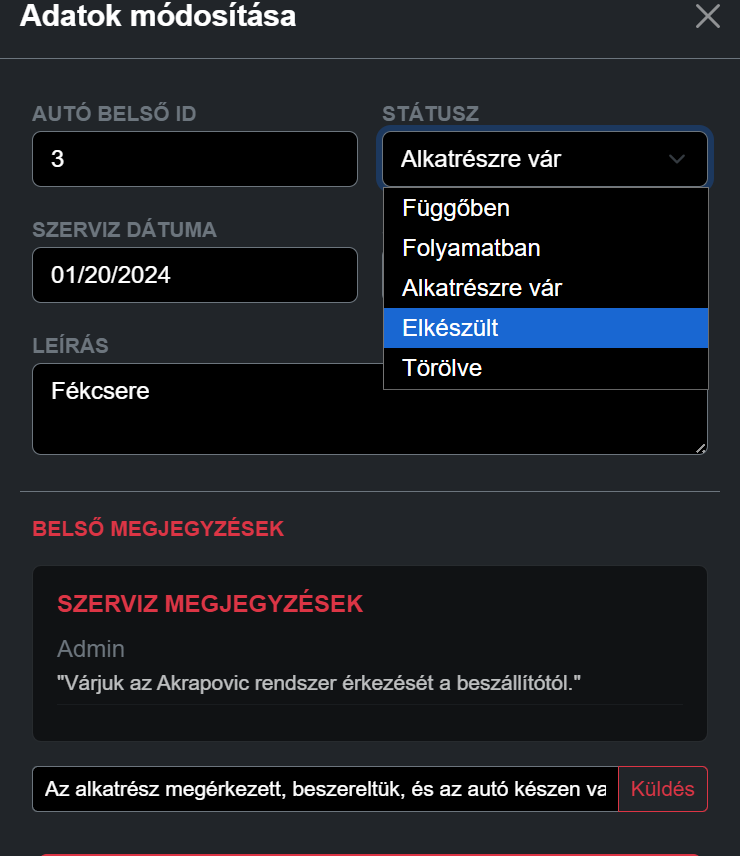 Adatok módosítása
AUTÓ BELSŐ ID
STÁTUSZ
3
Alkatrészre vár
Függőben
Folyamatban
Alkatrészre vár
Elkészült
Törölve
SZERVIZ DÁTUMA
01/20/2024
LEÍRÁS
Fékcsere
BELSŐ MEGJEGYZÉSEK
SZERVIZ MEGJEGYZÉSEK
Admin
"Várjuk az Akrapovic rendszer érkezését a beszállítótól."
Az alkatrész megérkezett, beszereltük, és az autó készen va
Küldés